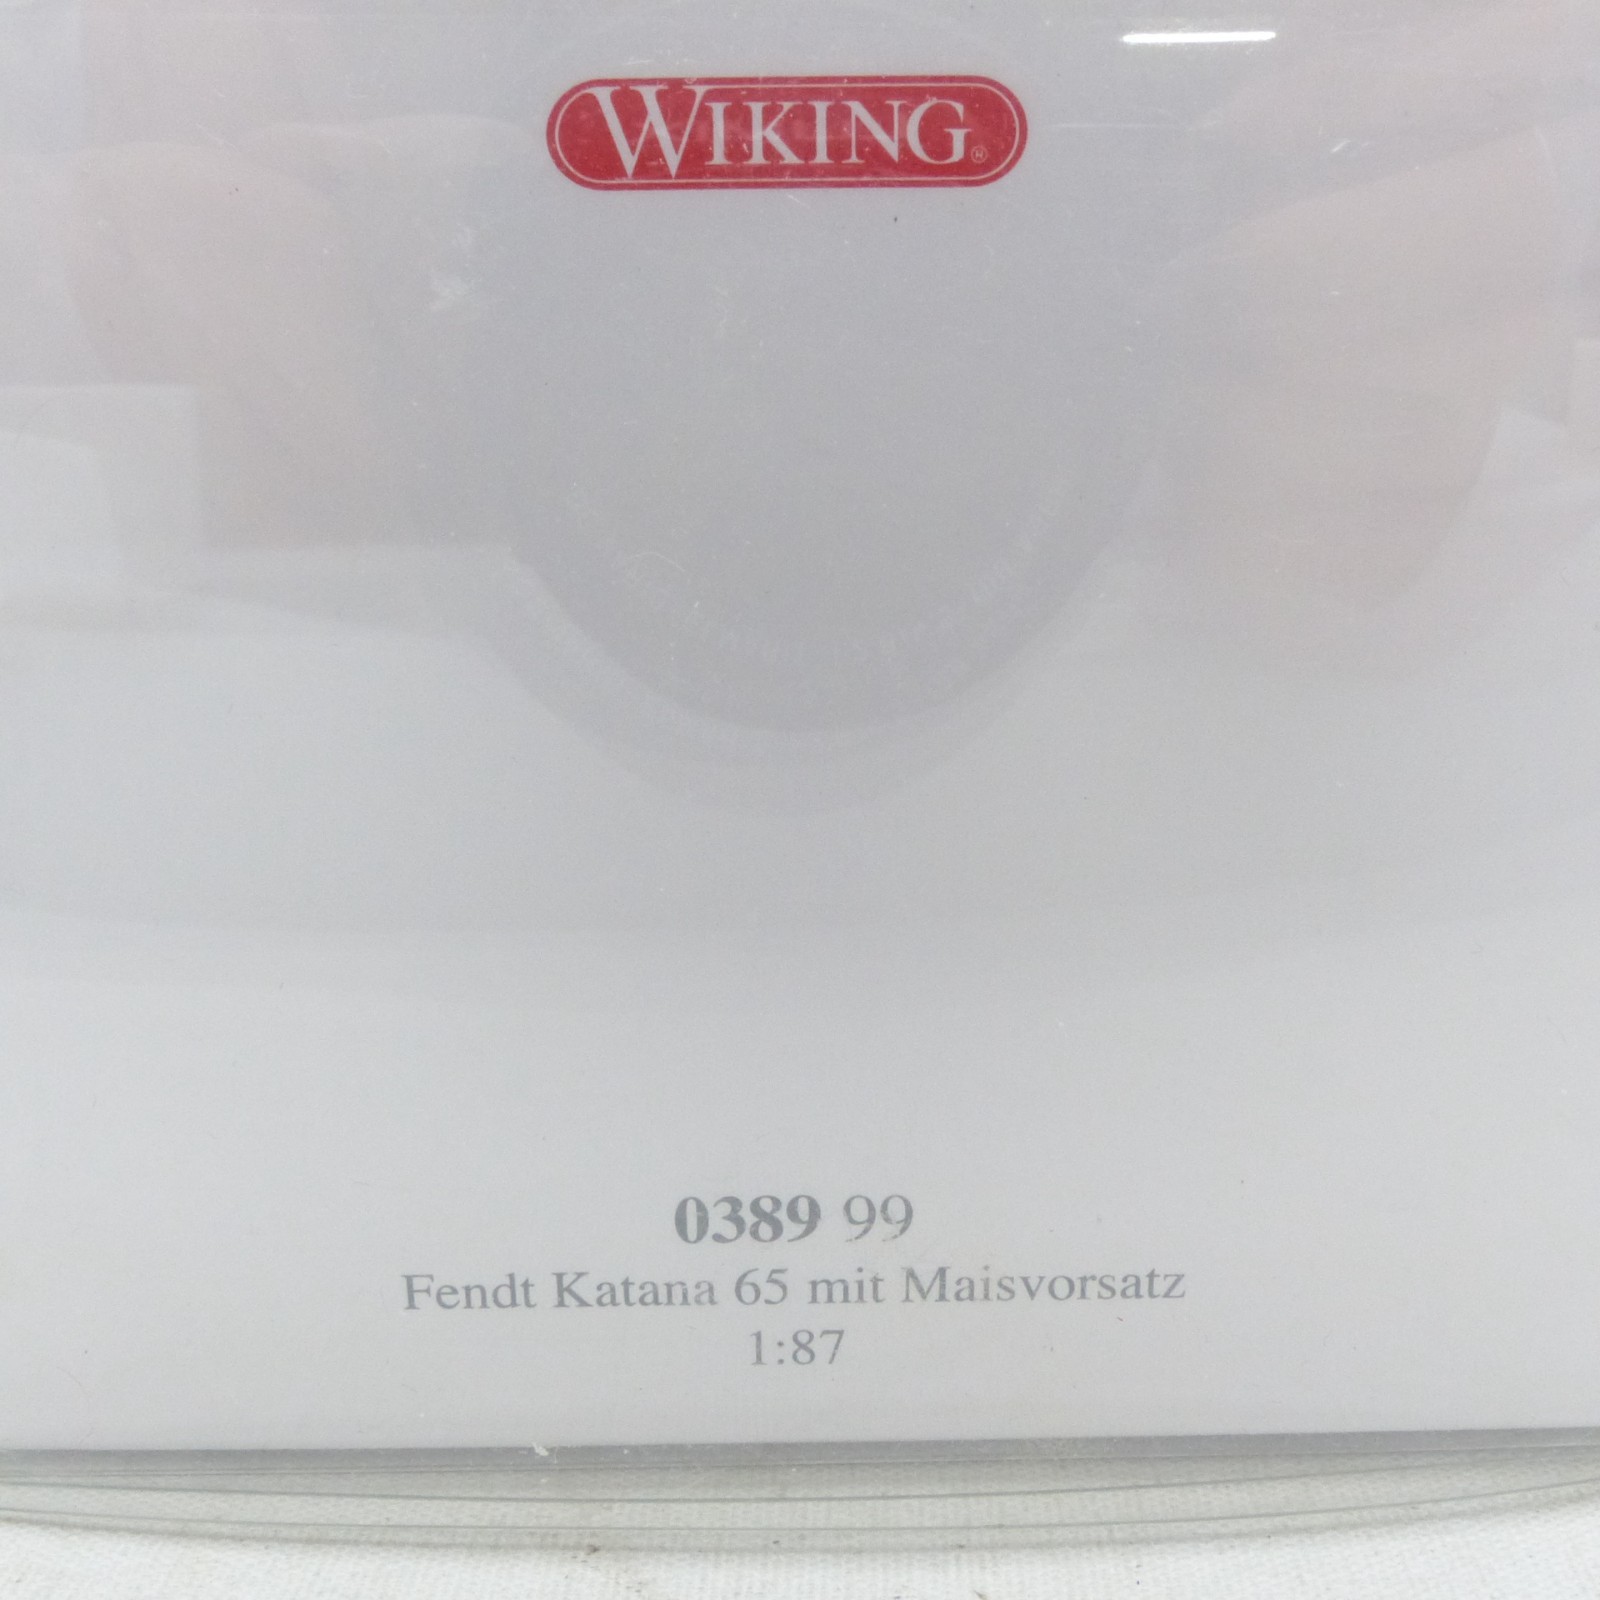 WIKING®
0389 99
Fendt Katana 65 mit Maisvorsatz
1:87